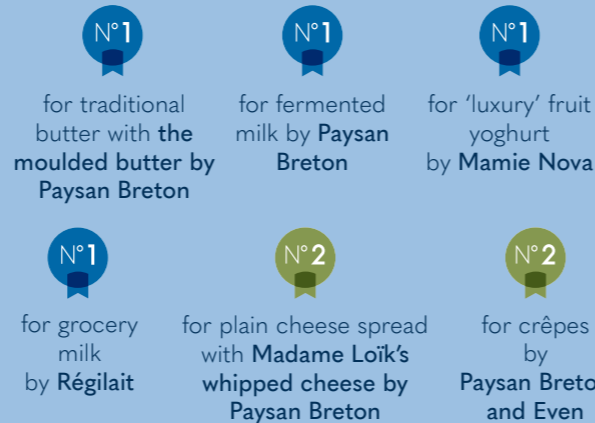 N°1
for traditional
butter with the
moulded butter by
Paysan Breton
N°1
for fermented
milk by Paysan
Breton
N°1
for ‘luxury’ fruit
yoghurt
by Mamie Nova
N°1
for grocery
milk
by Régilait
N°2
for plain cheese spread
with Madame Loïk’s
whipped cheese by
Paysan Breton
N°2
for crêpes
by
Paysan Breto
and Even